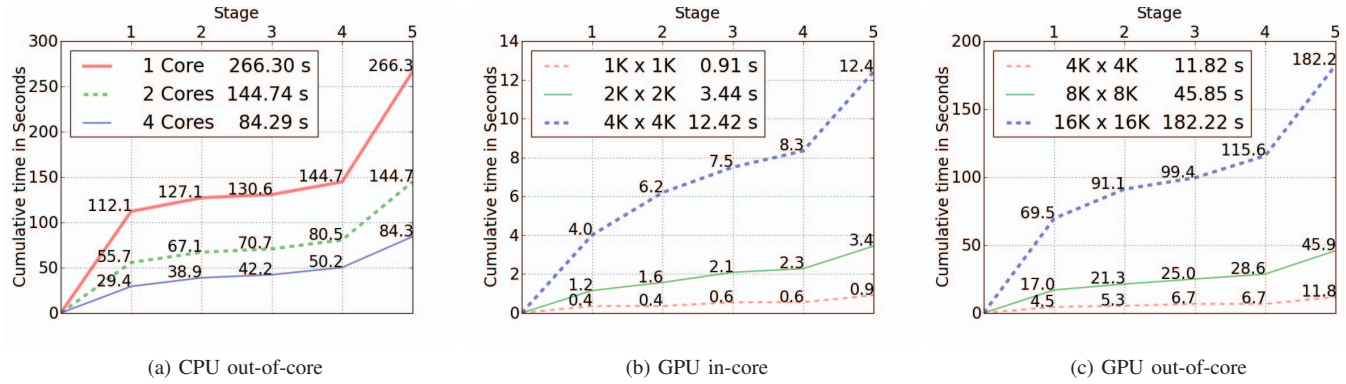 Stage
1 2 3 4 5
300
250
200
150
100
50
0
Cumulative time in Seconds
1 Core 266.30 s
2 Cores 144.74 s
4 Cores 84.29 s
112.1 127.1 130.6 144.7 266.3
55.7 67.1 70.7 80.5 144.7
29.4 38.9 42.2 50.2 84.3
(a) CPU out-of-core
Stage
1 2 3 4 5
14
12
10
8
6
4
2
0
Cumulative time in Seconds
1K x 1K 0.91 s
2K x 2K 3.44 s
4K x 4K 12.42 s
4.0 6.2 7.5 8.3 12.4
1.2 1.6 2.1 2.3 3.4
0.4 0.4 0.6 0.6 0.9
(b) GPU in-core
Stage
1 2 3 4 5
200
150
100
50
0
Cumulative time in Seconds
4K x 4K 11.82 s
8K x 8K 45.85 s
16K x 16K 182.22 s
69.5 91.1 99.4 115.6 182.2
17.0 21.3 25.0 28.6 45.9
4.5 5.3 6.7 6.7 11.8
(c) GPU out-of-core